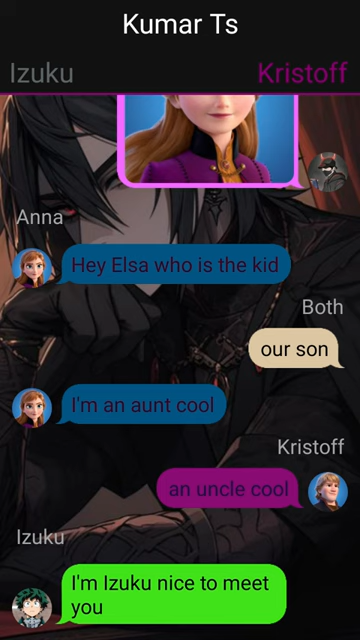 Kumar Ts
Izuku
Kristoff
Anna
Hey Elsa who is the kid
Both
our son
I'm an aunt cool
Kristoff
an uncle cool
Izuku
I'm Izuku nice to meet
you